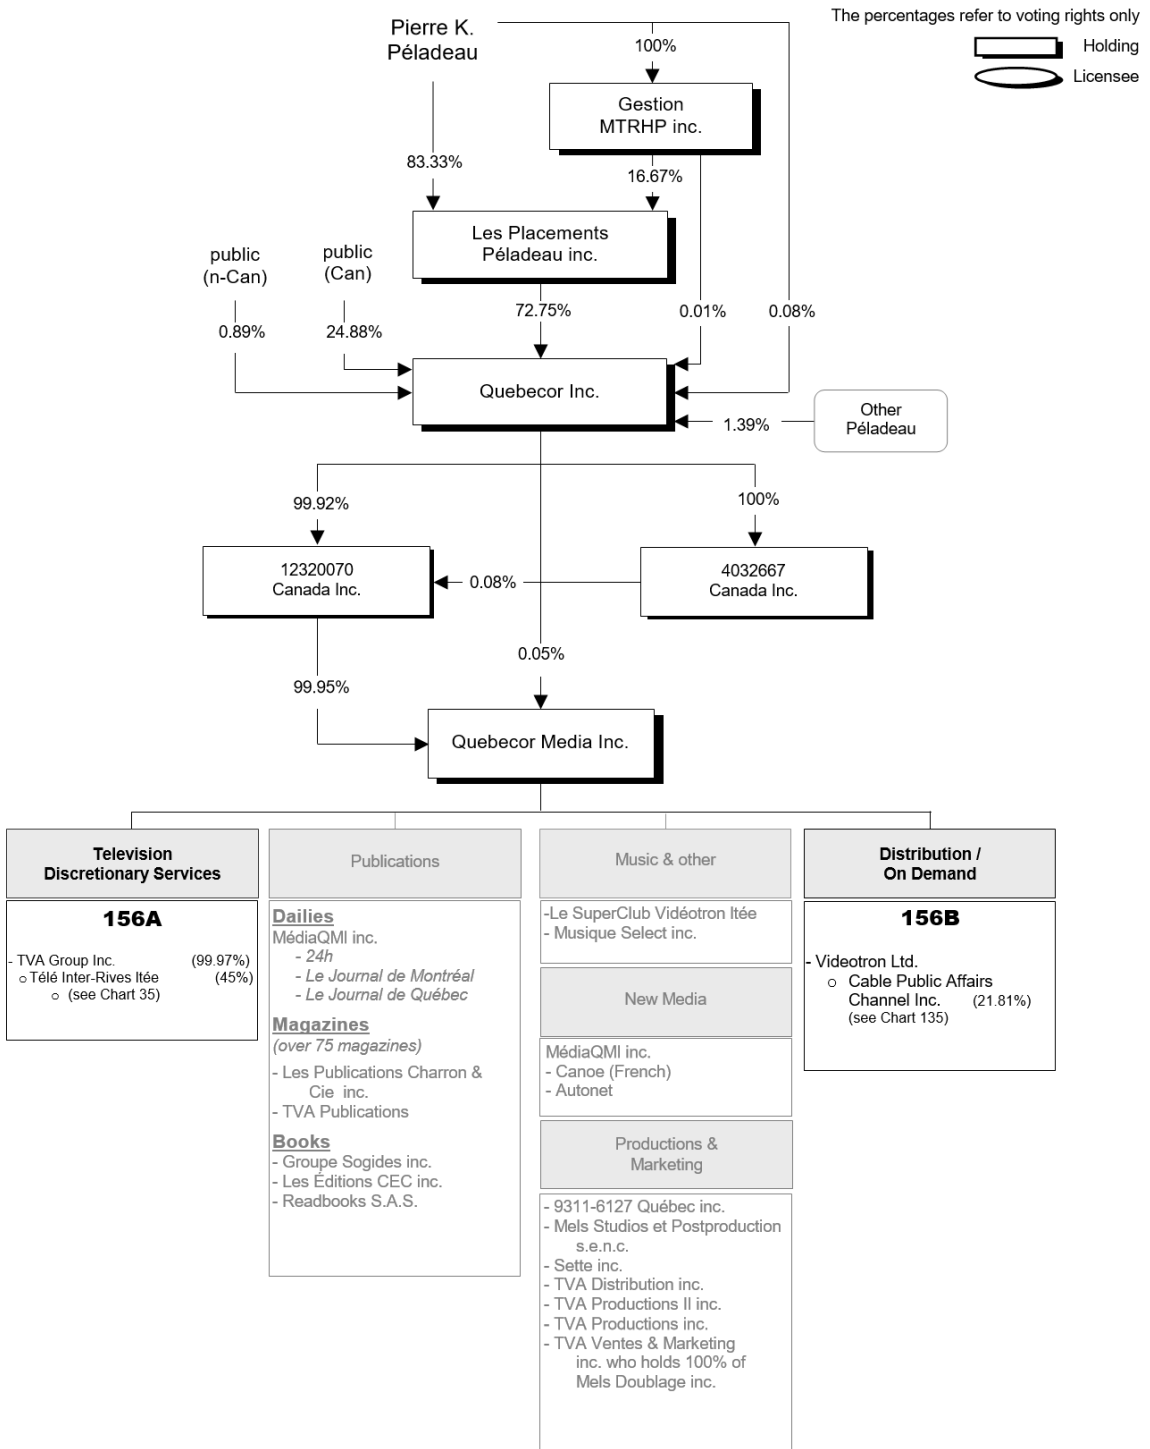 The percentages refer to voting rights only
Holding
Licensee
Pierre K.
Péladeau
100%
Gestion
MTRHP inc.
83.33%
16.67%
Les Placements
Péladeau inc.
public
(n-Can)
public
(Can)
0.89%
24.88%
72.75%
0.01%
0.08%
Quebecor Inc.
Other
Péladeau
1.39%
99.92%
100%
12320070
Canada Inc.
0.08%
4032667
Canada Inc.
0.05%
99.95%
Quebecor Media Inc.
Television
Discretionary Services
156A
- TVA Group Inc. (99.97%)
o Télé Inter-Rives ltée (45%)
o (see Chart 35)
Publications
Dailies
MédiaQMI inc.
- 24h
- Le Journal de Montréal
- Le Journal de Québec
Magazines
(over 75 magazines)
- Les Publications Charron &
Cie inc.
- TVA Publications
Books
- Groupe Sogides inc.
- Les Éditions CEC inc.
- Readbooks S.A.S.
Music & other
-Le SuperClub Vidéotron ltée
- Musique Select inc.
New Media
MédiaQMI inc.
- Canoe (French)
- Autonet
Productions &
Marketing
- 9311-6127 Québec inc.
- Mels Studios et Postproduction
s.e.n.c.
- Sette inc.
- TVA Distribution inc.
- TVA Productions II inc.
- TVA Productions inc.
- TVA Ventes & Marketing
inc. who holds 100% of
Mels Doublage inc.
Distribution /
On Demand
156B
- Videotron Ltd.
o Cable Public Affairs
Channel Inc. (21.81%)
(see Chart 135)